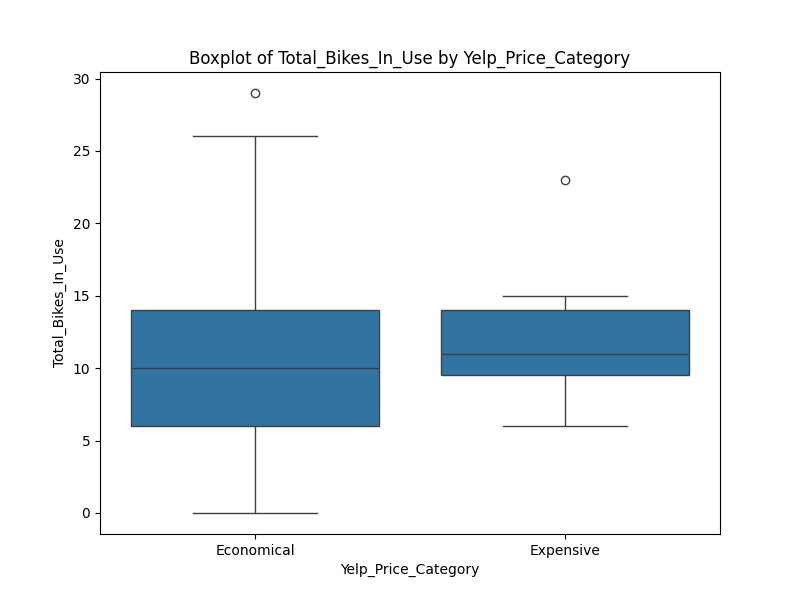 Boxplot of Total_Bikes_In_Use by Yelp_Price_Category
30
25
20
15
10
5
0
Total_Bikes_In_Use
Economical
Expensive
Yelp_Price_Category